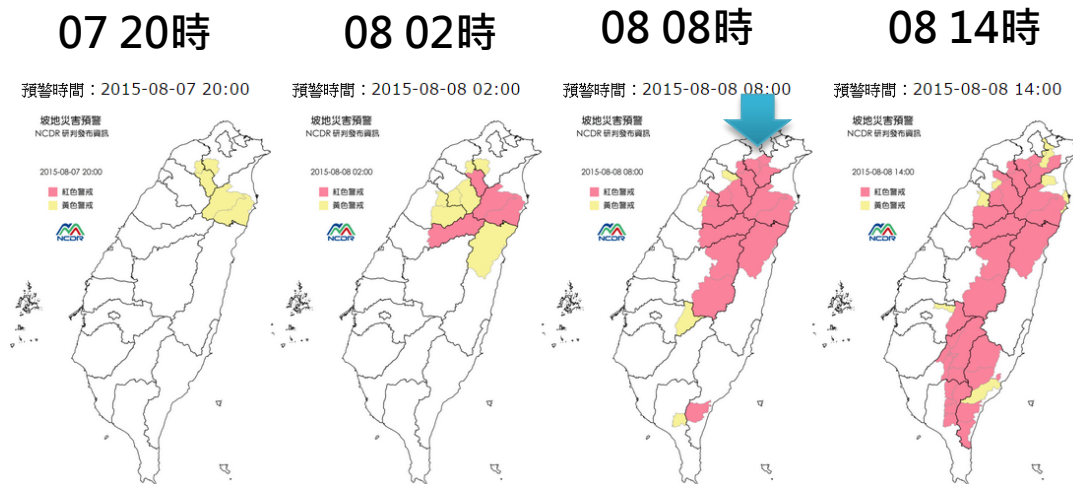 07 20時
08 02時
08 08時
08 14時
預警時間：2015-08-07 20:00
預警時間：2015-08-08 02:00
預警時間：2015-08-08 08:00
預警時間：2015-08-08 14:00
坡地災害預警
NCDR 研判發布資訊
2015-08-07 20:00
紅色警戒
黃色警戒
NCDR
坡地災害預警
NCDR 研判發布資訊
2015-08-08 02:00
紅色警戒
黃色警戒
NCDR
坡地災害預警
NCDR 研判發布資訊
2015-08-08 08:00
紅色警戒
黃色警戒
NCDR
坡地災害預警
NCDR 研判發布資訊
2015-08-08 14:00
紅色警戒
黃色警戒
NCDR